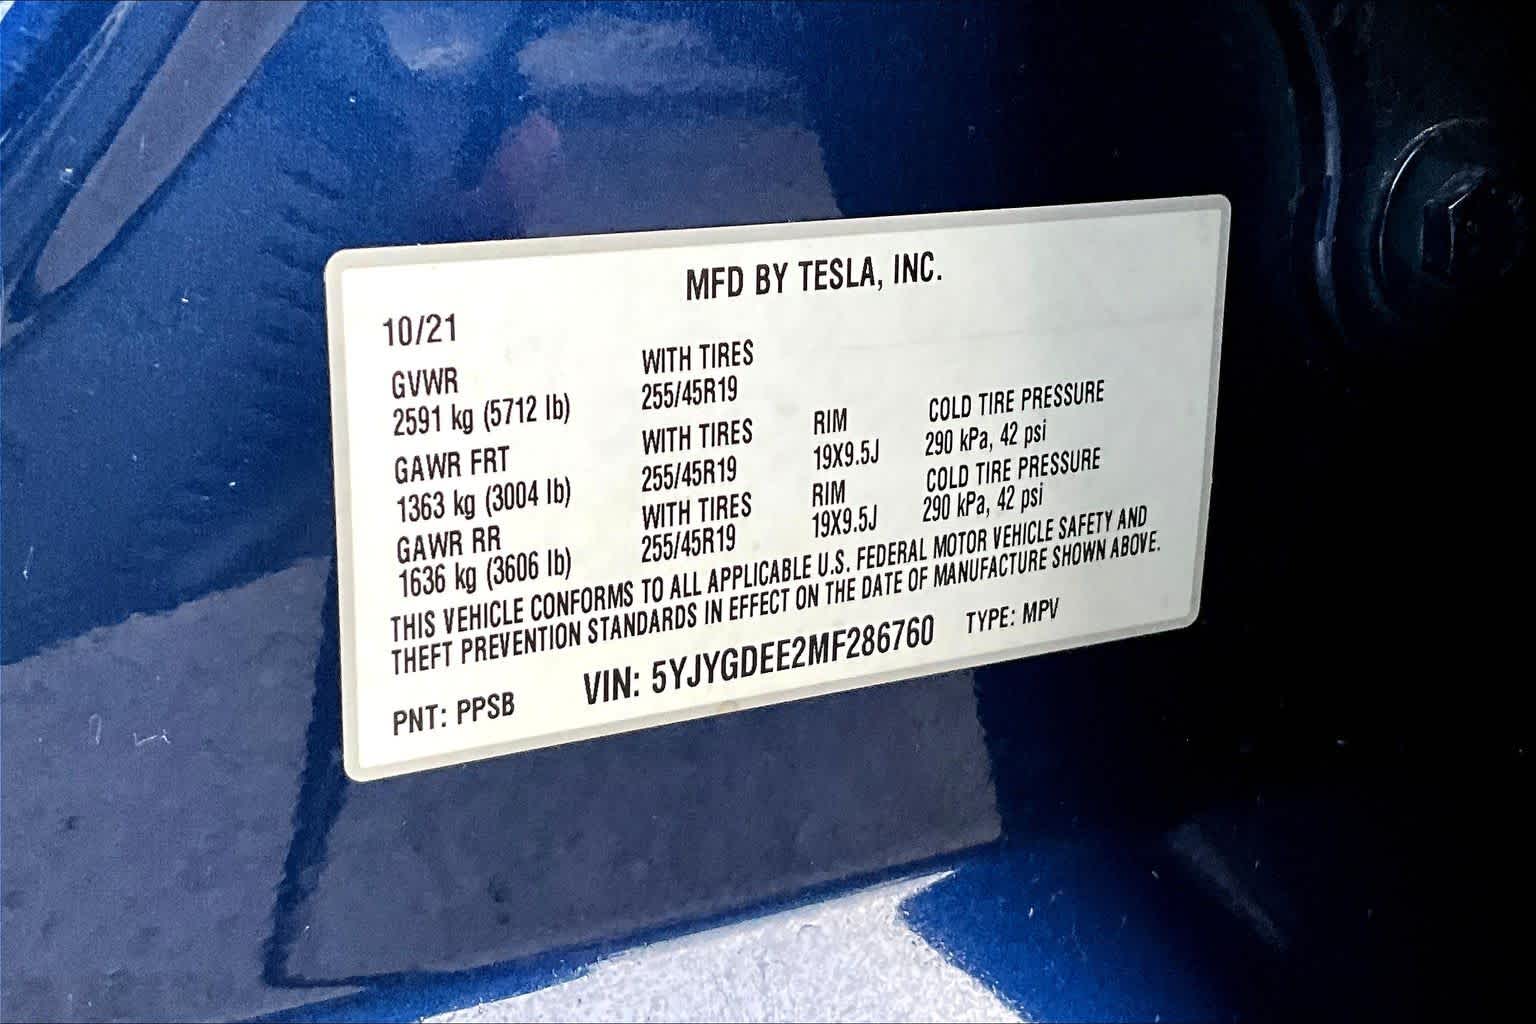 MFD BY TESLA, INC.
10/21
GVWR WITH TIRES
2591 kg (5712 lb) 255/45R19
GAWR FRT WITH TIRES RIM COLD TIRE PRESSURE
1363 kg (3004 lb) 255/45R19 19X9.5J 290 kPa, 42 psi
GAWR RR WITH TIRES RIM COLD TIRE PRESSURE
1636 kg (3606 lb) 255/45R19 19X9.5J 290 kPa, 42 psi
THIS VEHICLE CONFORMS TO ALL APPLICABLE U.S. FEDERAL MOTOR VEHICLE SAFETY AND
THEFT PREVENTION STANDARDS IN EFFECT ON THE DATE OF MANUFACTURE SHOWN ABOVE.
PNT: PPSB VIN: 5YJYGDEE2MF286760 TYPE: MPV